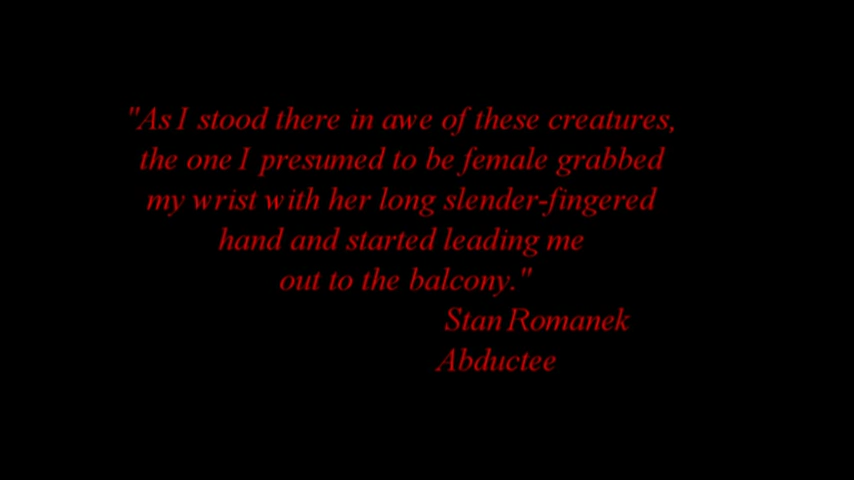 "As I stood there in awe of these creatures,
the one I presumed to be female grabbed
my wrist with her long slender-fingered
hand and started leading me
out to the balcony."
Stan Romanek
Abductee